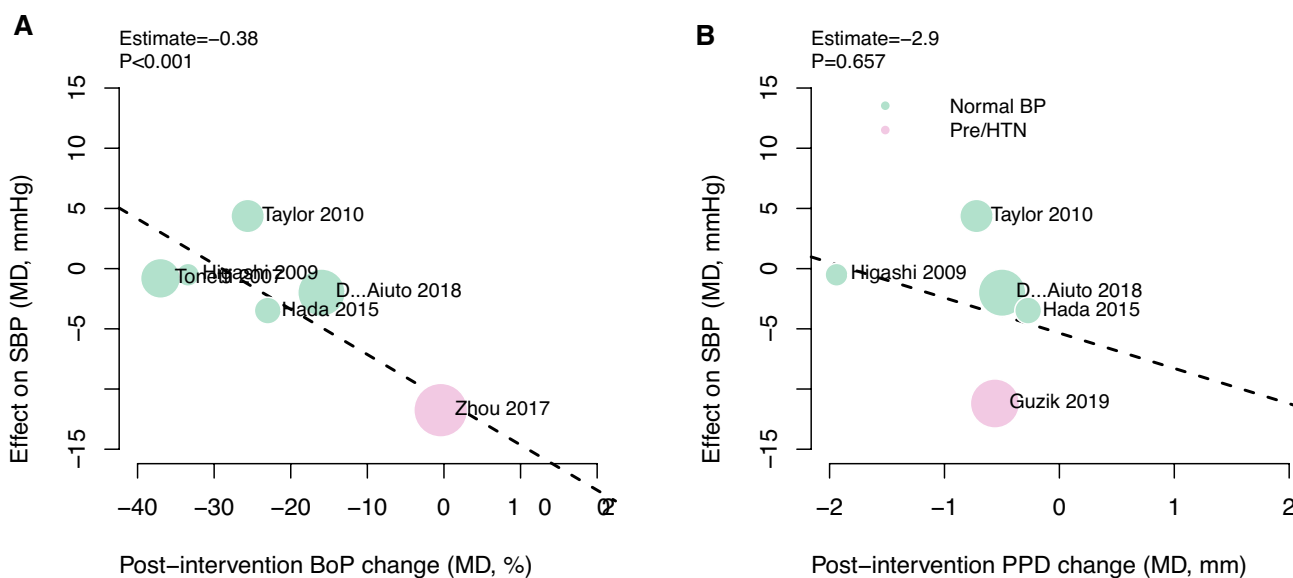 A
Estimate=−0.38
P<0.001
15
10
5
0
−5
−15
Effect on SBP (MD, mmHg)
Taylor 2010
Tonetti 2007
Higashi 2009
D...Aiuto 2018
Hada 2015
Zhou 2017
−40 −30 −20 −10 0 1 0 0 2
Post−intervention BoP change (MD, %)
B
Estimate=−2.9
P=0.657
Normal BP
Pre/HTN
15
10
5
0
−5
−15
Effect on SBP (MD, mmHg)
Taylor 2010
Higashi 2009
D...Aiuto 2018
Hada 2015
Guzik 2019
−2 −1 0 1 2
Post−intervention PPD change (MD, mm)